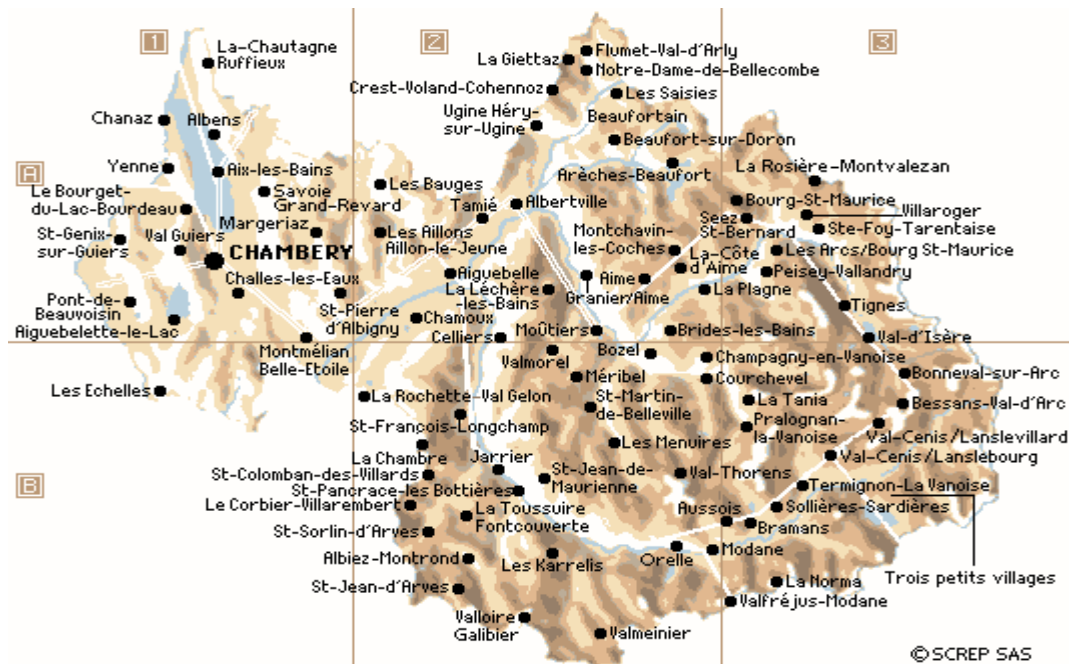 1
2
3
La-Chautagne
Ruffieux
Flumet-Val-d'Arly
La Giettaz
Notre-Dame-de-Bellecombe
Crest-Voland-Cohennoz
Les Saisies
Chanaz
Albens
Ugine Héry-
sur-Ugine
Beaufortain
Beaufort-sur-Doron
A
Yenne
Aix-les-Bains
Les Bauges
Arêches-Beaufort
La Rosière-Montvalezan
Le Bourget-
du-Lac-Bourdeau
Savoie
Grand-Revard
Tamié
Albertville
Bourg-St-Maurice
Villaroger
Margeriaz
Seez
St-Bernard
Ste-Foy-Tarentaise
St-Genix-
sur-Guiers
Val Guiers
Les Aillons
Aillon-le-Jeune
Montchavin-
les-Coches
La-Côte
d'Aime
Les Arcs/Bourg St-Maurice
CHAMBERY
Challes-les-Eaux
Aiguebelle
La Léchère
-les-Bains
Aime
Granier/Aime
Peisey-Vallandry
La Plagne
Pont-de-
Beauvoisin
St-Pierre
d'Albigny
Chamoux
Tignes
Aiguebelette-le-Lac
Celliers
Moûtiers
Brides-les-Bains
Val-d'Isère
Montmélian
Belle-Etoile
Valmorel
Bozel
Champagny-en-Vanoise
Bonneval-sur-Arc
Les Echelles
La Rochette-Val Gelon
Méribel
Courchevel
St-Martin-
de-Belleville
La Tania
Bessans-Val-d'Arc
St-François-Longchamp
Pralognan-
la-Vanoise
Val-Cenis/Lanslevillard
La Chambre
Les Menuires
Val-Cenis/Lanslebourg
B
St-Colomban-des-Villards
Jarrier
St-Jean-de-
Maurienne
Val-Thorens
St-Pancrace-les Bottières
Termignon-La Vanoise
Le Corbier-Villarembert
La Toussuire
Fontcouverte
Aussois
Sollières-Sardières
St-Sorlin-d'Arves
Bramans
Albiez-Montrond
Les Karrelis
Orelle
Modane
St-Jean-d'Arves
La Norma
Trois petits villages
Valfréjus-Modane
Valloire
Galibier
Valmeinier
©SCREP SAS